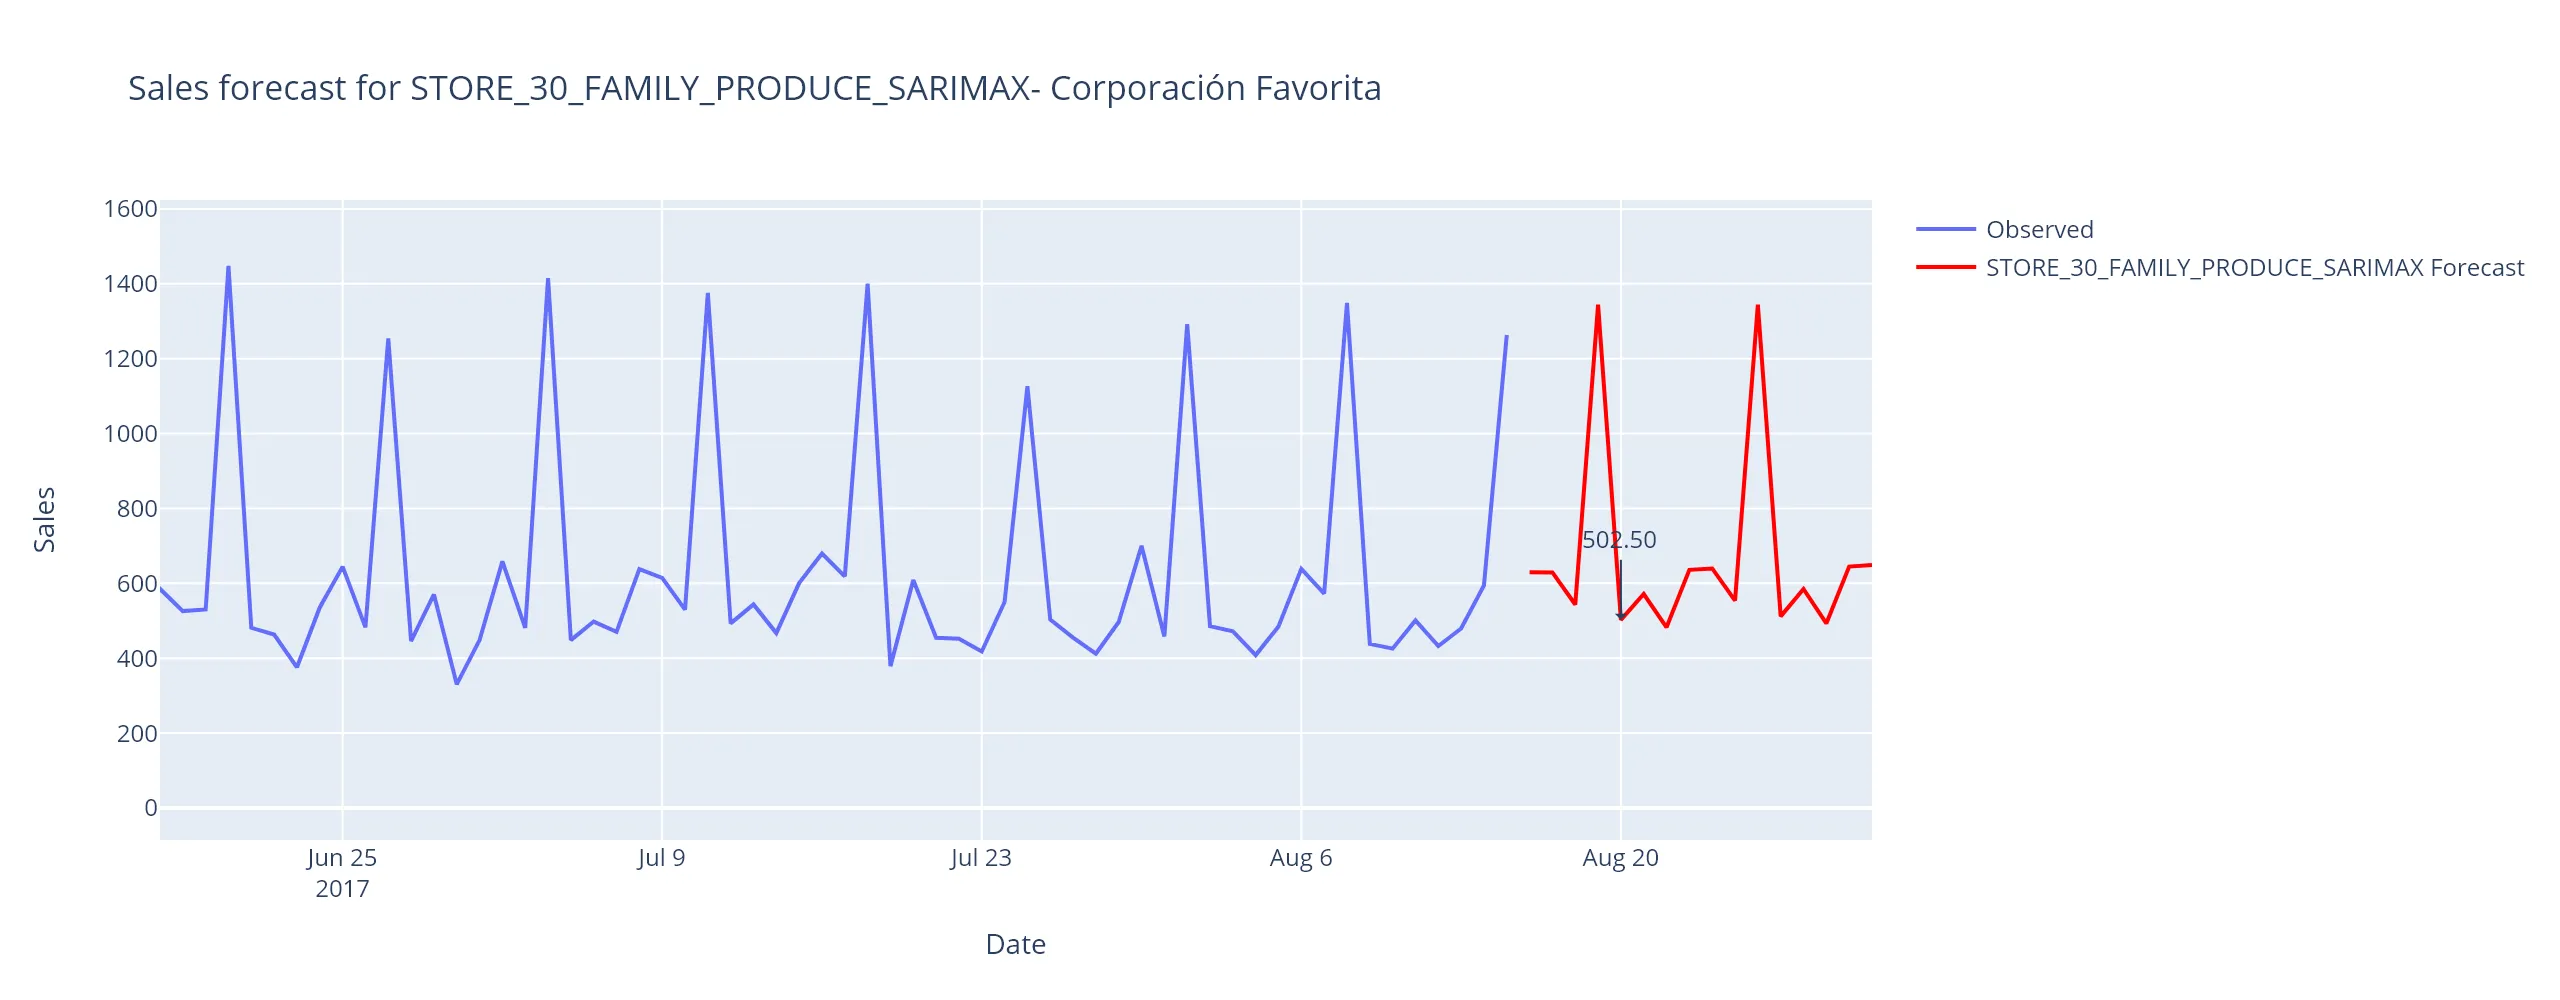 Sales forecast for STORE_30_FAMILY_PRODUCE_SARIMAX- Corporación Favorita
Observed
STORE_30_FAMILY_PRODUCE_SARIMAX Forecast
1600
1400
1200
1000
800
600
400
200
0
Sales
502.50
Jun 25
2017
Jul 9
Jul 23
Aug 6
Aug 20
Date